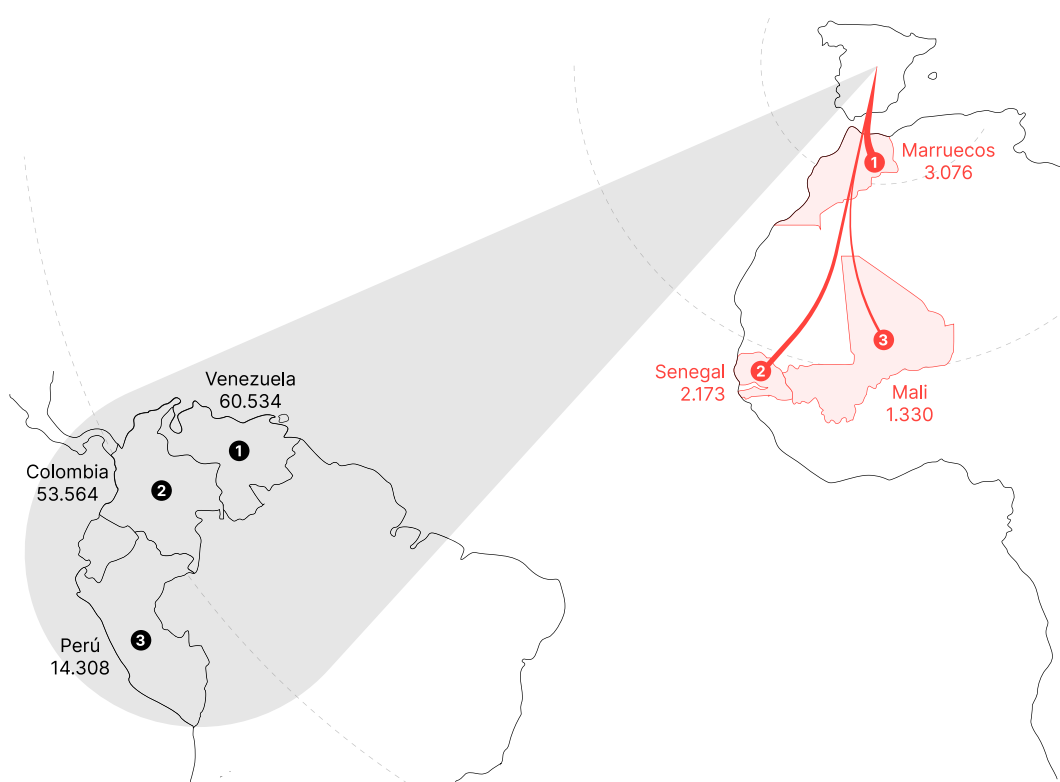 Marruecos
3.076
1
Senegal
2.173
2
3
Mali
1.330
Venezuela
60.534
1
Colombia
53.564
2
Perú
14.308
3